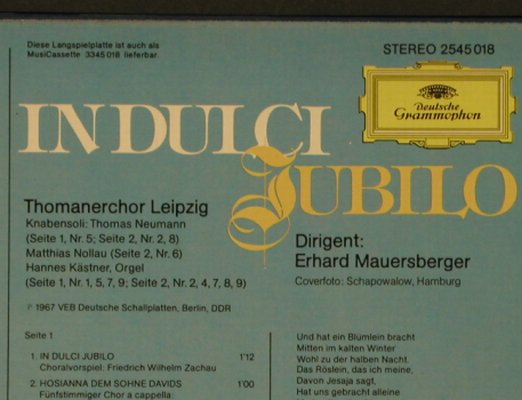 Diese Langspielplatte ist auch als
MusiCassette 3345 018 lieferbar.
STEREO 2545 018
Deutsche
Grammophon
IN DULCI
JUBILO
Thomanerchor Leipzig
Knabensoli: Thomas Neumann
(Seite 1, Nr. 5; Seite 2, Nr. 2, 8)
Matthias Nollau (Seite 2, Nr. 6)
Hannes Kästner, Orgel
(Seite 1, Nr. 1, 5, 7, 9; Seite 2, Nr. 2, 4, 7, 8, 9)
Dirigent:
Erhard Mauersberger
Coverfoto: Schapowalow, Hamburg
℗ 1967 VEB Deutsche Schallplatten, Berlin, DDR
Seite 1
1. IN DULCI JUBILO 1'12
Choralvorspiel: Friedrich Wilhelm Zachau
2. HOSIANNA DEM SOHNE DAVIDS 1'00
Fünfstimmiger Chor a cappella:
Und hat ein Blümlein bracht
Mitten im kalten Winter
Wohl zu der halben Nacht.
Das Röslein, das ich meine,
Davon Jesaja sagt,
Hat uns gebracht alleine